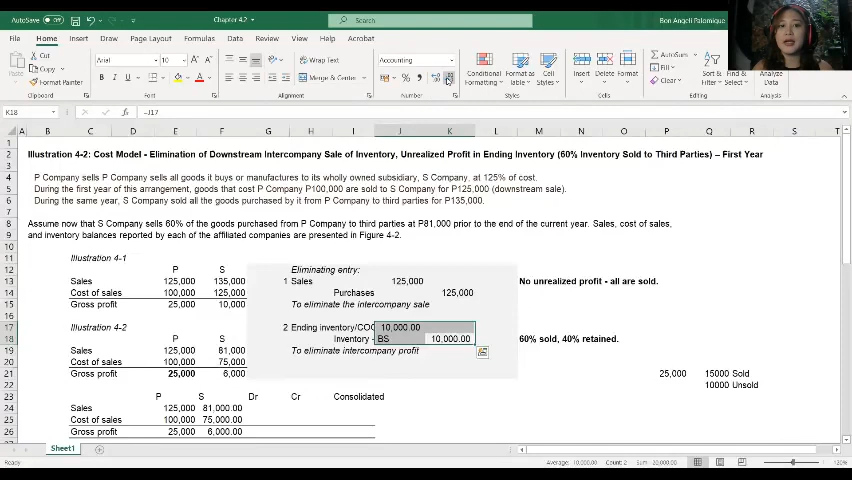 AutoSave Off Chapter 4.2 Search Bon Angeli Palomique
File Home Insert Draw Page Layout Formulas Data Review View Help Acrobat
Cut
Copy
Format Painter
Clipboard
Arial 10
Font
Wrap Text
Merge & Center
Alignment
Accounting
Number
Conditional Formatting
Format as Table
Cell Styles
Styles
Insert Delete Format
Cells
AutoSum
Fill
Clear
Sort & Filter
Find & Select
Editing
Analyze Data
Analysis
K18 =J17
A B C D E F G H I J K L M N O P Q R S T
Illustration 4-2: Cost Model - Elimination of Downstream Intercompany Sale of Inventory, Unrealized Profit in Ending Inventory (60% Inventory Sold to Third Parties) – First Year
P Company sells P Company sells all goods it buys or manufactures to its wholly owned subsidiary, S Company, at 125% of cost.
During the first year of this arrangement, goods that cost P Company P100,000 are sold to S Company for P125,000 (downstream sale).
During the same year, S Company sold all the goods purchased by it from P Company to third parties for P135,000.
Assume now that S Company sells 60% of the goods purchased from P Company to third parties at P81,000 prior to the end of the current year. Sales, cost of sales,
and inventory balances reported by each of the affiliated companies are presented in Figure 4-2.
Illustration 4-1
P S Eliminating entry:
Sales 125,000 135,000 1 Sales 125,000 No unrealized profit - all are sold.
Cost of sales 100,000 125,000 Purchases 125,000
Gross profit 25,000 10,000 To eliminate the intercompany sale
Illustration 4-2 2 Ending inventory/COG 10,000.00
P S Inventory - BS 10,000.00 60% sold, 40% retained.
Sales 125,000 81,000 To eliminate intercompany profit
Cost of sales 100,000 75,000
Gross profit 25,000 6,000 25,000 15000 Sold
10000 Unsold
P S Dr Cr Consolidated
Sales 125,000 81,000.00
Cost of sales 100,000 75,000.00
Gross profit 25,000 6,000.00
Sheet1
Ready Average: 10,000.00 Count: 2 Sum: 20,000.00 120%